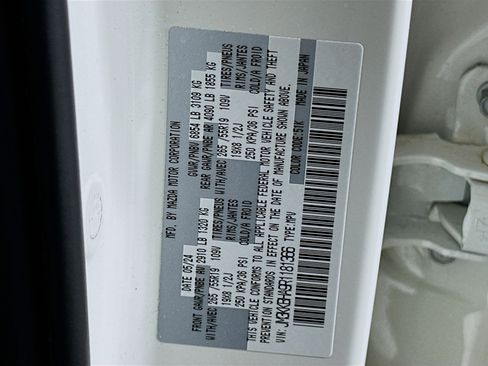 MFD. BY MAZDA MOTOR CORPORATION
DATE 05/24 GVWR/PNBV 6854 LB 3109 KG
FRONT GAWR/PNBE AV 2910 LB 1320 KG REAR GAWR/PNBE AR 4090 LB 1855 KG
WITH/AVEC 265 /55R19 109V TIRES/PNEUS WITH/AVEC 265 /55R19 109V TIRES/PNEUS
19X8 1/2J RIMS/JANTES 19X8 1/2J RIMS/JANTES
250 KPA/36 PSI COLD/A FROID 250 KPA/36 PSI COLD/A FROID
THIS VEHICLE CONFORMS TO ALL APPLICABLE FEDERAL MOTOR VEHICLE SAFETY AND THEFT
PREVENTION STANDARDS IN EFFECT ON THE DATE OF MANUFACTURE SHOWN ABOVE.
VIN: TYPE: MPV COLOR CODE: 51K MADE IN JAPAN